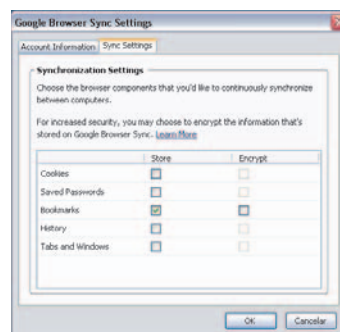 Google Browser Sync Settings
Account Information Sync Settings
Synchronization Settings
Choose the browser components that you'd like to continuously synchronize
between computers.
For increased security, you may choose to encrypt the information that's
stored on Google Browser Sync. Learn More
Store Encrypt
Cookies
Saved Passwords
Bookmarks
History
Tabs and Windows
OK Cancelar